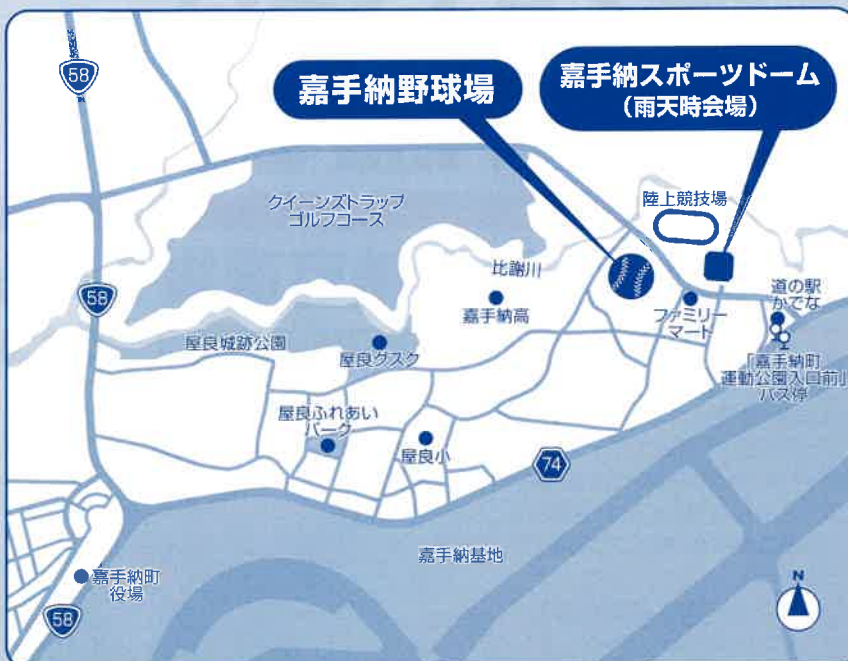 58
嘉手納野球場
嘉手納スポーツドーム
（雨天時会場）
クイーンズトラップ
ゴルフコース
陸上競技場
比謝川
嘉手納高
ファミリー
マート
道の駅
かでな
58
屋良城跡公園
屋良グスク
「嘉手納町
運動公園入口前」
バス停
屋良ふれあい
パーク
屋良小
74
嘉手納基地
嘉手納町
役場
58
N